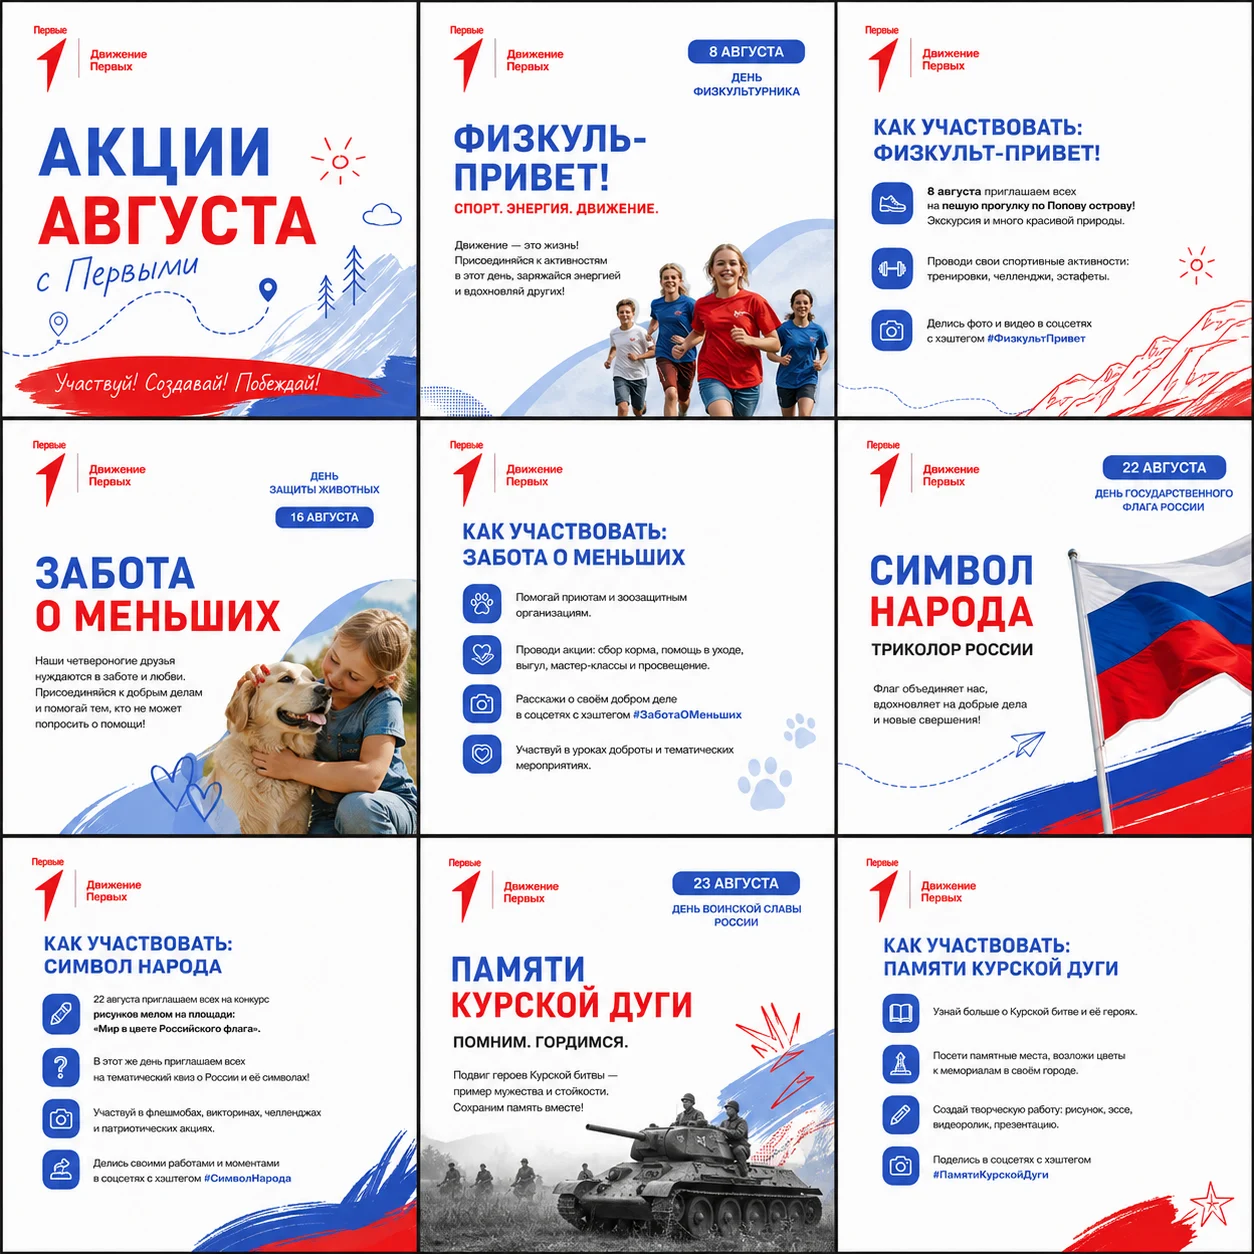 Первые
Движение
Первых
АКЦИИ
АВГУСТА
с Первыми
Участвуй! Создавай! Побеждай!
Первые
Движение
Первых
8 АВГУСТА
ДЕНЬ
ФИЗКУЛЬТУРНИКА
ФИЗКУЛЬ-
ПРИВЕТ!
СПОРТ. ЭНЕРГИЯ. ДВИЖЕНИЕ.
Движение — это жизнь!
Присоединяйся к активностям
в этот день, заряжайся энергией
и вдохновляй других!
Первые
Движение
Первых
КАК УЧАСТВОВАТЬ:
ФИЗКУЛЬТ-ПРИВЕТ!
8 августа приглашаем всех
на пешую прогулку по Попову острову!
Экскурсия и много красивой природы.
Проводи свои спортивные активности:
тренировки, челленджи, эстафеты.
Делись фото и видео в соцсетях
с хэштегом #ФизкультПривет
Первые
Движение
Первых
ДЕНЬ
ЗАЩИТЫ ЖИВОТНЫХ
16 АВГУСТА
ЗАБОТА
О МЕНЬШИХ
Наши четвероногие друзья
нуждаются в заботе и любви.
Присоединяйся к добрым делам
и помогай тем, кто не может
попросить о помощи!
Первые
Движение
Первых
КАК УЧАСТВОВАТЬ:
ЗАБОТА О МЕНЬШИХ
Помогай приютам и зоозащитным
организациям.
Проводи акции: сбор корма, помощь в уходе,
выгул, мастер-классы и просвещение.
Расскажи о своём добром деле
в соцсетях с хэштегом #ЗаботаОМеньших
Участвуй в уроках доброты и тематических
мероприятиях.
Первые
Движение
Первых
22 АВГУСТА
ДЕНЬ ГОСУДАРСТВЕННОГО
ФЛАГА РОССИИ
СИМВОЛ
НАРОДА
ТРИКОЛОР РОССИИ
Флаг объединяет нас,
вдохновляет на добрые дела
и новые свершения!
Первые
Движение
Первых
КАК УЧАСТВОВАТЬ:
СИМВОЛ НАРОДА
22 августа приглашаем всех на конкурс
рисунков мелом на площади:
«Мир в цвете Российского флага».
В этот же день приглашаем всех
на тематический квиз о России и её символах!
Участвуй в флешмобах, викторинах, челленджах
и патриотических акциях.
Делись своими работами и моментами
в соцсетях с хэштегом #СимволНарода
Первые
Движение
Первых
23 АВГУСТА
ДЕНЬ ВОИНСКОЙ СЛАВЫ
РОССИИ
ПАМЯТИ
КУРСКОЙ ДУГИ
ПОМНИМ. ГОРДИМСЯ.
Подвиг героев Курской битвы —
пример мужества и стойкости.
Сохраним память вместе!
Первые
Движение
Первых
КАК УЧАСТВОВАТЬ:
ПАМЯТИ КУРСКОЙ ДУГИ
Узнай больше о Курской битве и её героях.
Посети памятные места, возложи цветы
к мемориалам в своём городе.
Создай творческую работу: рисунок, эссе,
видеоролик, презентацию.
Поделись в соцсетях с хэштегом
#ПамятиКурскойДуги